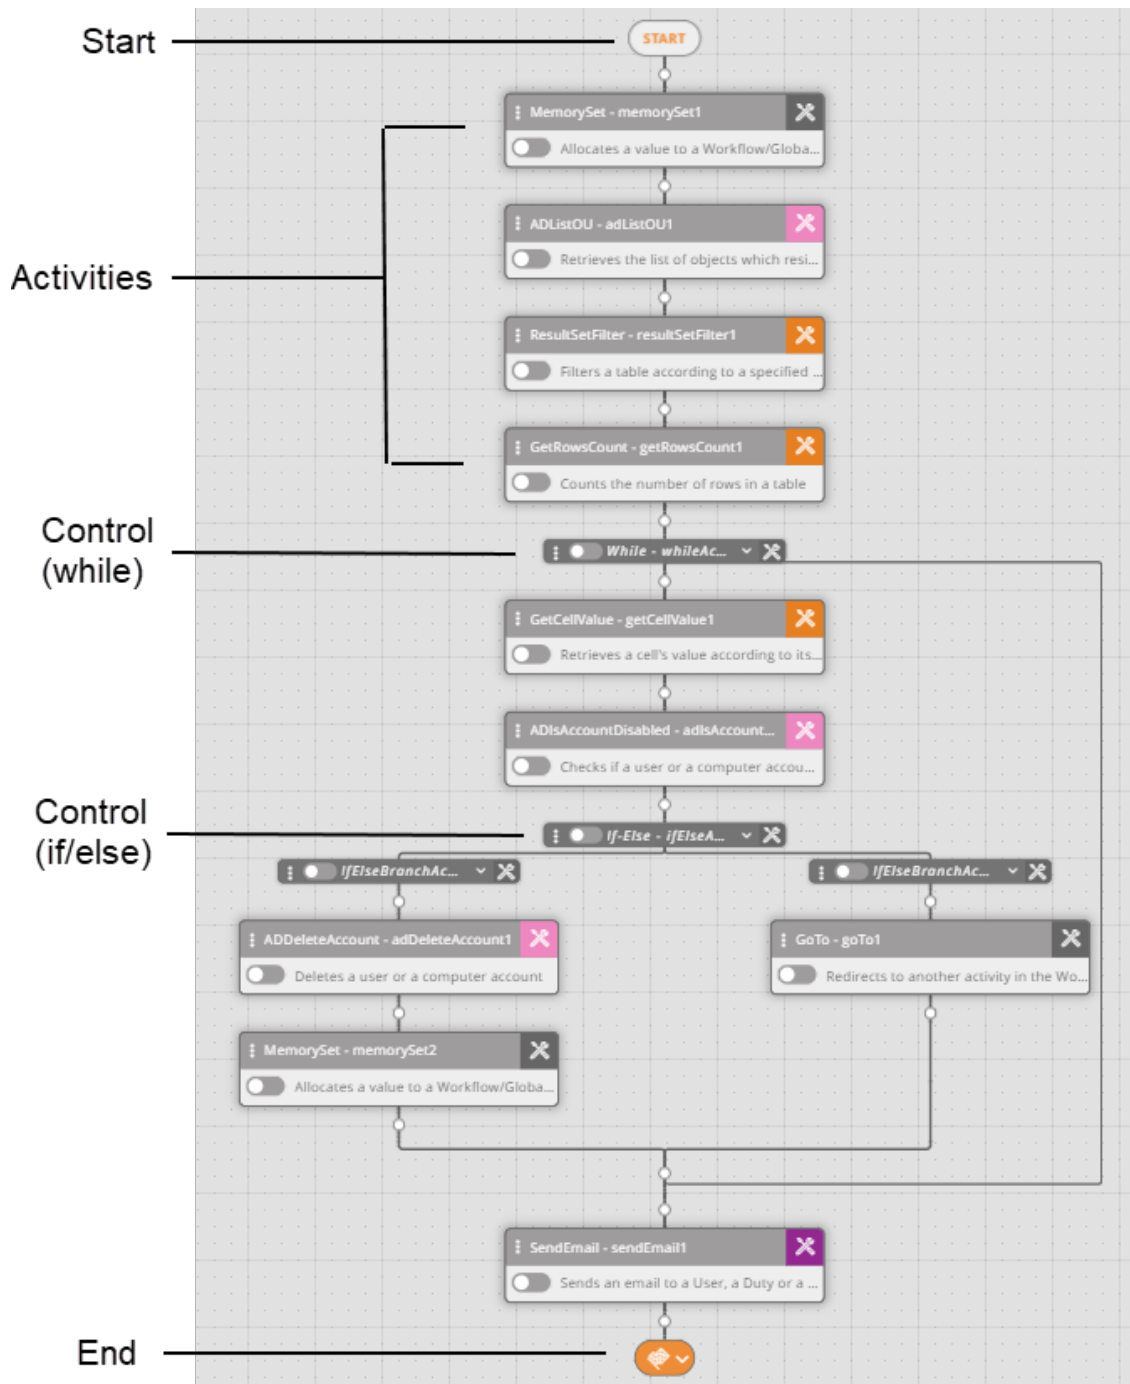 Start
START
MemorySet - memorySet1
Allocates a value to a Workflow/Globa...
ADListOU - adListOU1
Retrieves the list of objects which resi...
Activities
ResultSetFilter - resultSetFilter1
Filters a table according to a specified ...
GetRowsCount - getRowsCount1
Counts the number of rows in a table
Control
(while)
While - whileAc...
GetCellValue - getCellValue1
Retrieves a cell's value according to its...
ADIsAccountDisabled - adIsAccount...
Checks if a user or a computer accou...
Control
(if/else)
If-Else - ifElseA...
IfElseBranchAc...
IfElseBranchAc...
ADDeleteAccount - adDeleteAccount1
Deletes a user or a computer account
GoTo - goTo1
Redirects to another activity in the Wo...
MemorySet - memorySet2
Allocates a value to a Workflow/Globa...
SendEmail - sendEmail1
Sends an email to a User, a Duty or a ...
End